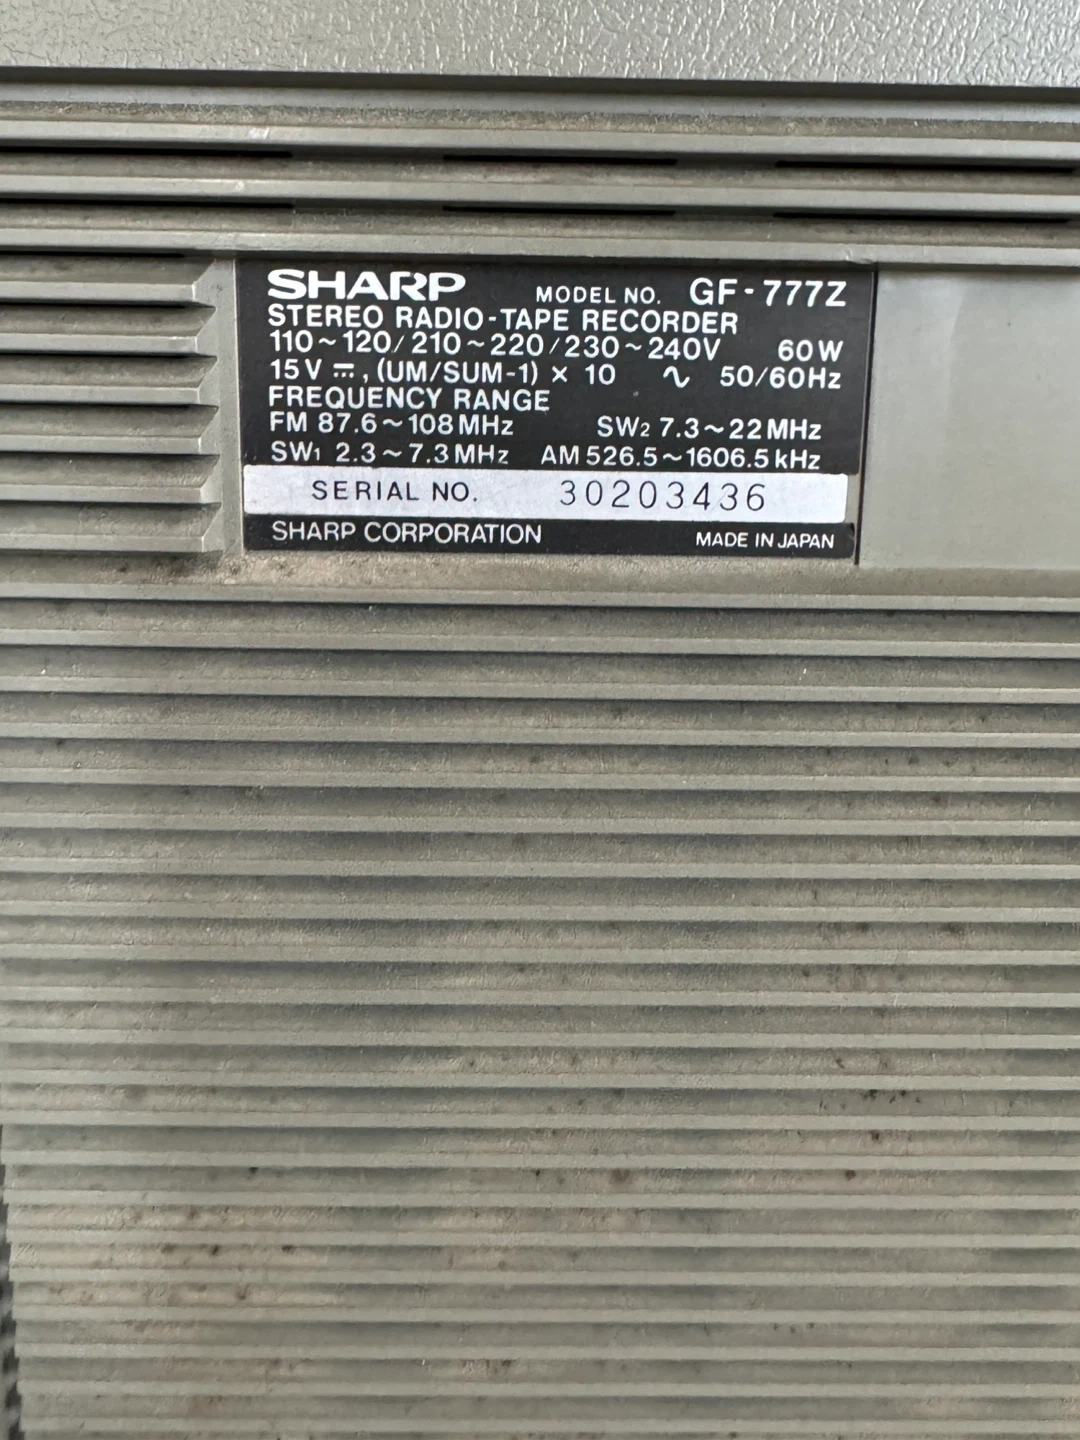 SHARP MODEL NO. GF-777Z
STEREO RADIO-TAPE RECORDER
110~120/210~220/230~240V 60W
15V ⎓, (UM/SUM-1) × 10 ∿ 50/60Hz
FREQUENCY RANGE
FM 87.6~108MHz SW2 7.3~22MHz
SW1 2.3~7.3MHz AM 526.5~1606.5kHz
SERIAL NO. 30203436
SHARP CORPORATION MADE IN JAPAN